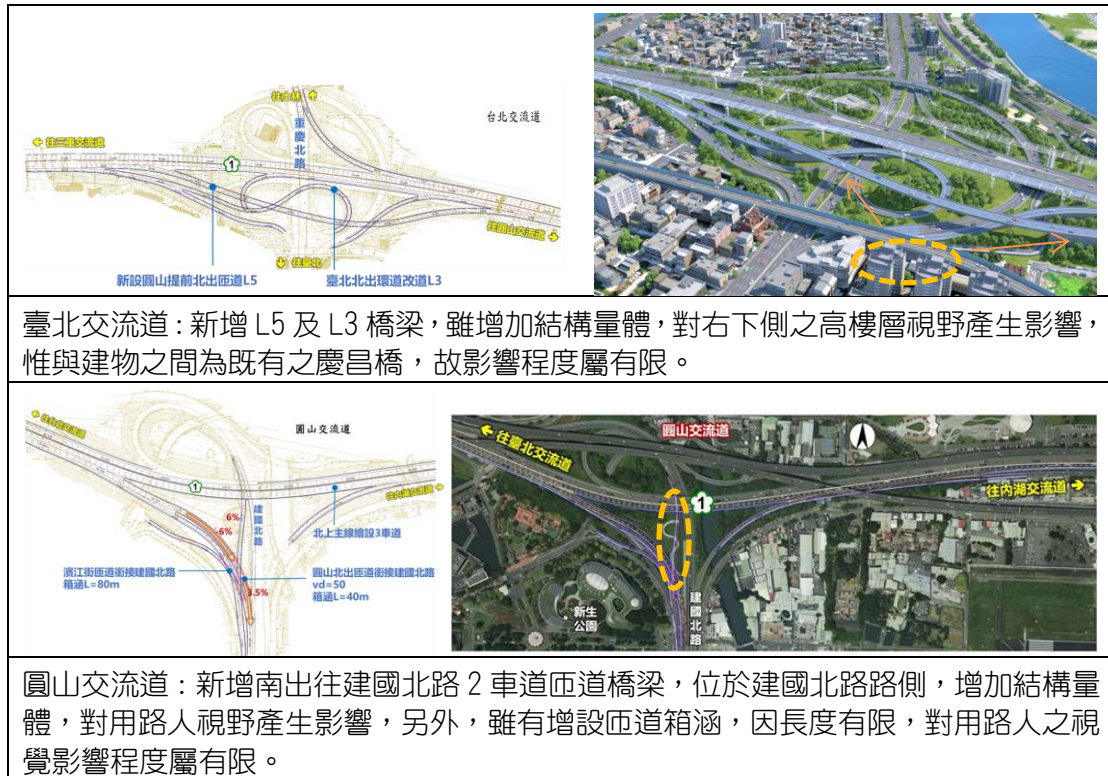 往士林
台北交流道
重慶北路
往三重交流道
1
往圓山交流道
往臺北
新設圓山提前北出匝道L5
臺北北出環道改道L3
臺北交流道：新增 L5 及 L3 橋梁，雖增加結構量體，對右下側之高樓層視野產生影響，
惟與建物之間為既有之慶昌橋，故影響程度屬有限。
往台北交流道
圓山交流道
1
往內湖交流道
6%
-6%
建國北路
北上主線繪設3車道
濱江街匝道銜接建國北路
箱涵L=80m
圓山北出匝道銜接建國北路
vd=50
箱涵L=40m
3.5%
圓山交流道
往臺北交流道
1
往內湖交流道
新生
公園
建國北路
圓山交流道：新增南出往建國北路 2 車道匝道橋梁，位於建國北路路側，增加結構量
體，對用路人視野產生影響，另外，雖有增設匝道箱涵，因長度有限，對用路人之視
覺影響程度屬有限。